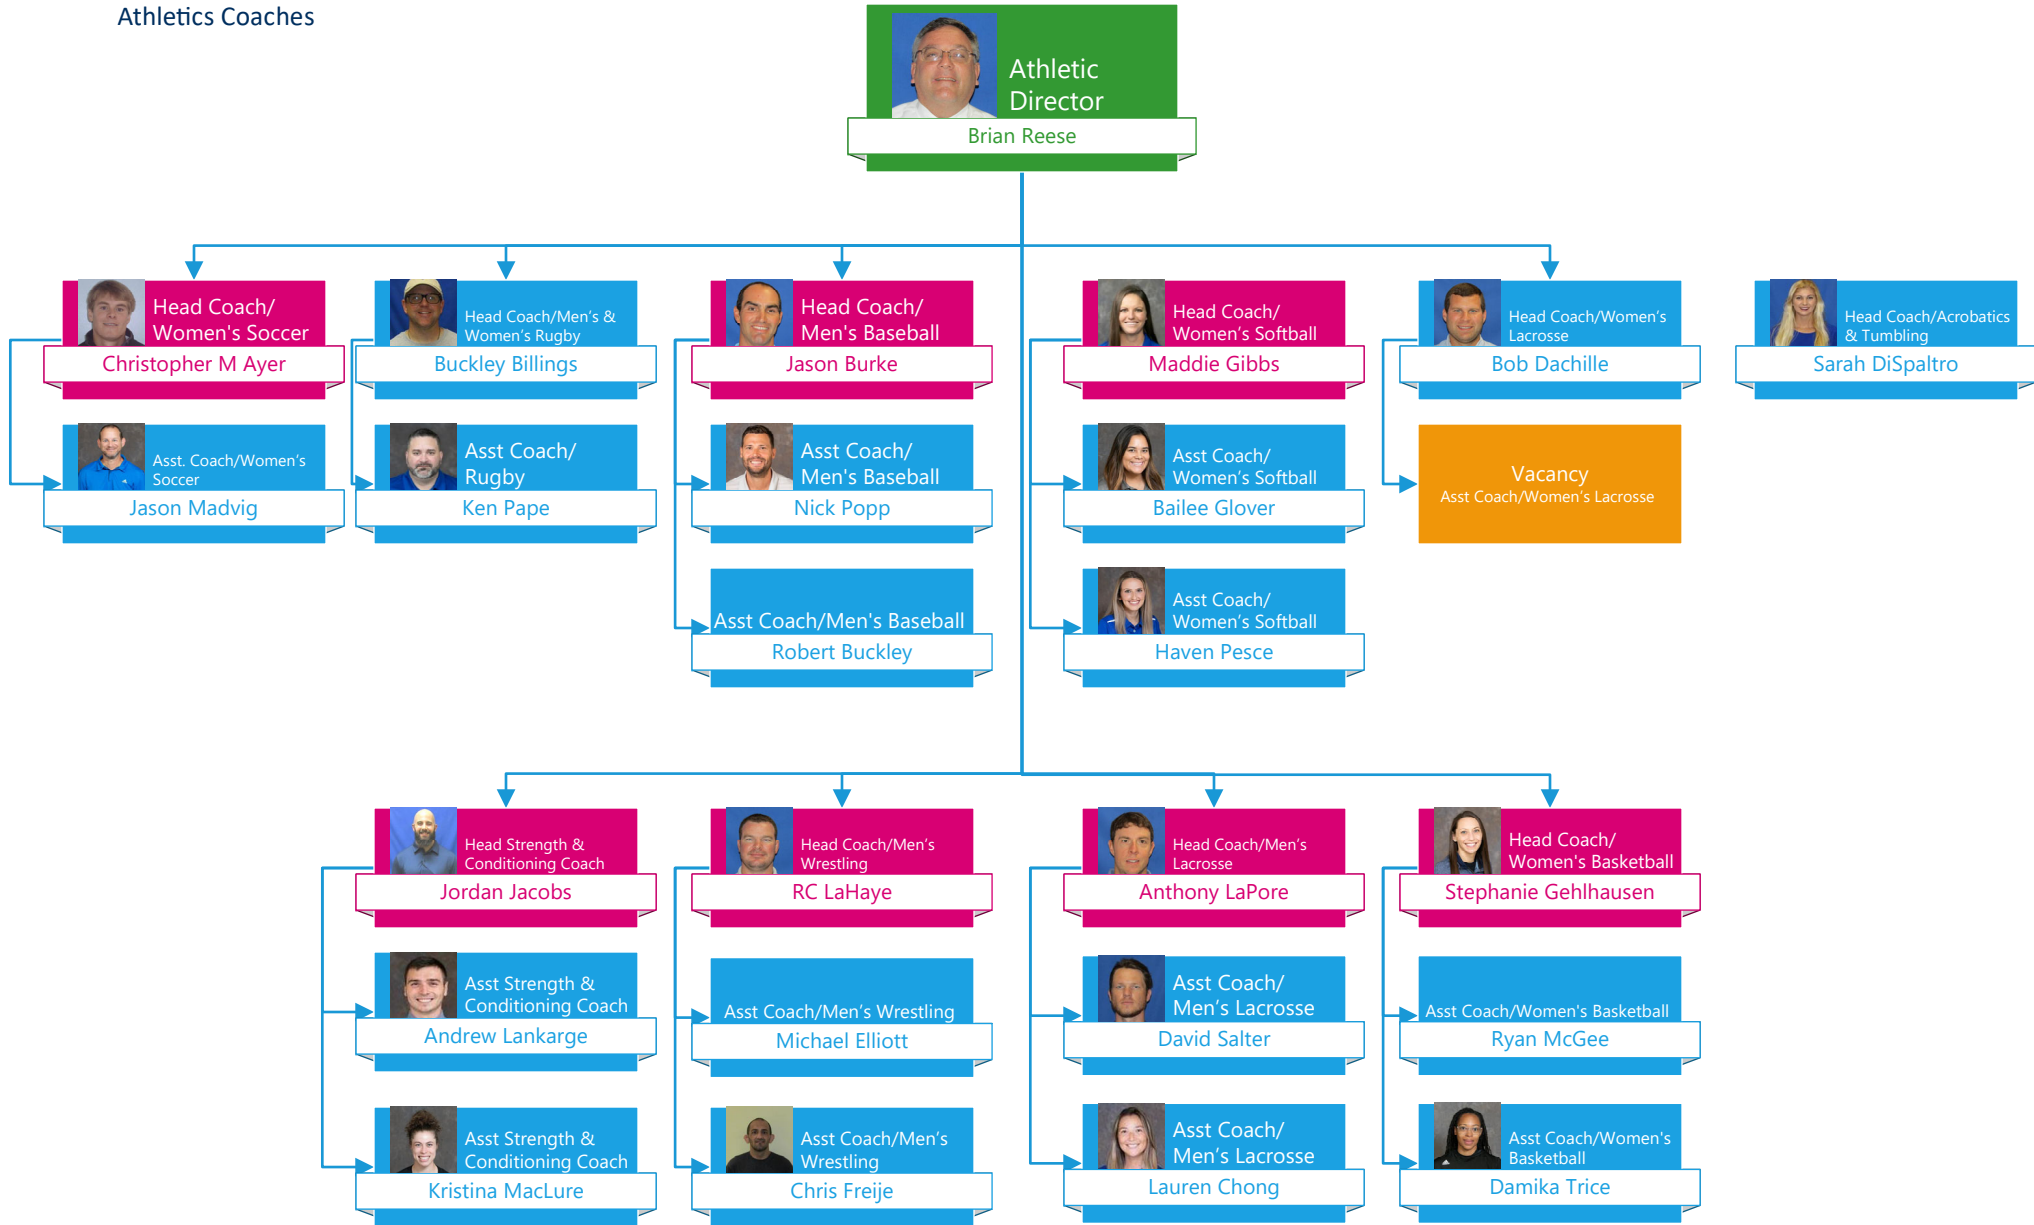 Athletics Coaches
Athletic
Director
Brian Reese
Head Coach/
Women's Soccer
Christopher M Ayer
Head Coach/Men's &
Women's Rugby
Buckley Billings
Head Coach/
Men's Baseball
Jason Burke
Head Coach/
Women's Softball
Maddie Gibbs
Head Coach/Women's
Lacrosse
Bob Dachille
Head Coach/Acrobatics
& Tumbling
Sarah DiSpaltro
Asst. Coach/Women's
Soccer
Jason Madvig
Asst Coach/
Rugby
Ken Pape
Asst Coach/
Men's Baseball
Nick Popp
Asst Coach/
Women's Softball
Bailee Glover
Vacancy
Asst Coach/Women's Lacrosse
Asst Coach/Men's Baseball
Robert Buckley
Asst Coach/
Women's Softball
Haven Pesce
Head Strength &
Conditioning Coach
Jordan Jacobs
Head Coach/Men's
Wrestling
RC LaHaye
Head Coach/Men's
Lacrosse
Anthony LaPore
Head Coach/
Women's Basketball
Stephanie Gehlhausen
Asst Strength &
Conditioning Coach
Andrew Lankarge
Asst Coach/Men's Wrestling
Michael Elliott
Asst Coach/
Men's Lacrosse
David Salter
Asst Coach/Women's Basketball
Ryan McGee
Asst Strength &
Conditioning Coach
Kristina MacLure
Asst Coach/Men's
Wrestling
Chris Freije
Asst Coach/
Men's Lacrosse
Lauren Chong
Asst Coach/Women's
Basketball
Damika Trice